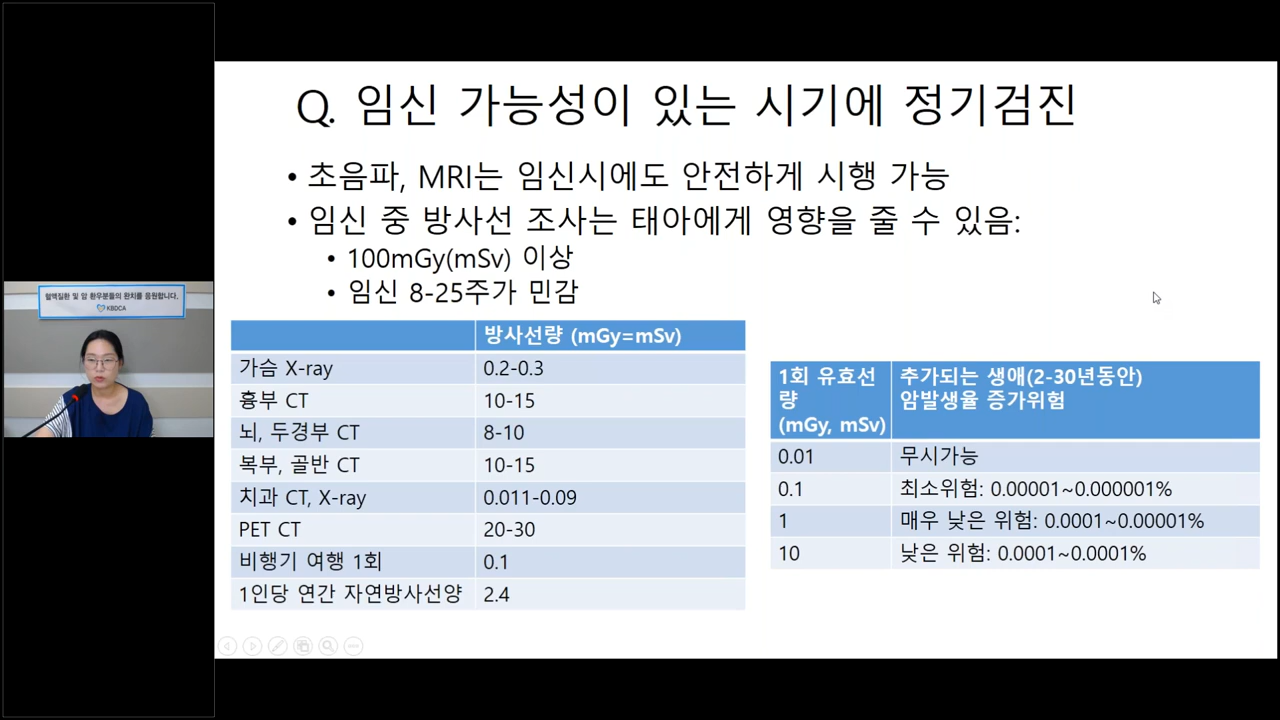 Q. 임신 가능성이 있는 시기에 정기검진
• 초음파, MRI는 임신시에도 안전하게 시행 가능
• 임신 중 방사선 조사는 태아에게 영향을 줄 수 있음:
• 100mGy(mSv) 이상
• 임신 8-25주가 민감
혈액질환 및 암 환우분들의 완치를 응원합니다.
KBDCA
방사선량 (mGy=mSv)
가슴 X-ray 0.2-0.3
흉부 CT 10-15
뇌, 두경부 CT 8-10
복부, 골반 CT 10-15
치과 CT, X-ray 0.011-0.09
PET CT 20-30
비행기 여행 1회 0.1
1인당 연간 자연방사선양 2.4
1회 유효선
량
(mGy, mSv)
추가되는 생애(2-30년동안)
암발생율 증가위험
0.01 무시가능
0.1 최소위험: 0.00001~0.000001%
1 매우 낮은 위험: 0.0001~0.00001%
10 낮은 위험: 0.0001~0.0001%